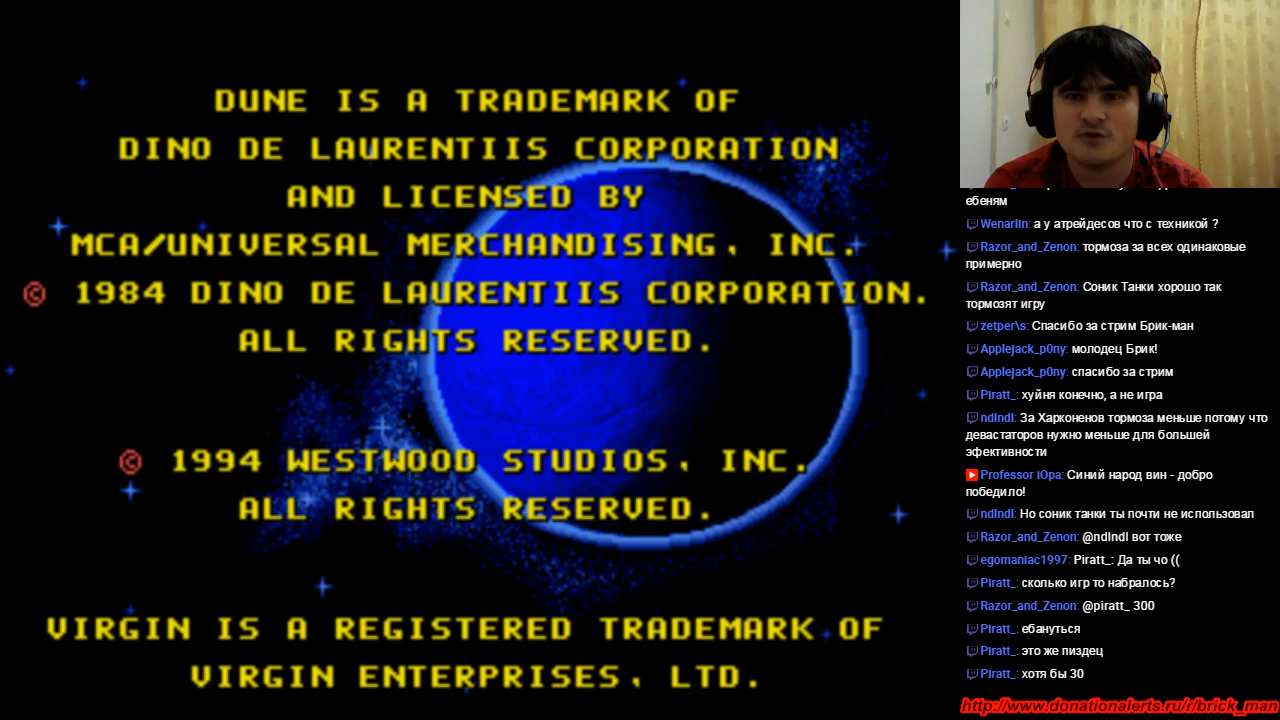 DUNE IS A TRADEMARK OF
DINO DE LAURENTIIS CORPORATION
AND LICENSED BY
MCA/UNIVERSAL MERCHANDISING, INC.
© 1984 DINO DE LAURENTIIS CORPORATION.
ALL RIGHTS RESERVED.
© 1994 WESTWOOD STUDIOS, INC.
ALL RIGHTS RESERVED.
VIRGIN IS A REGISTERED TRADEMARK OF
VIRGIN ENTERPRISES, LTD.
ебеням
Wenarlin: а у атрейдесов что с техникой ?
Razor_and_Zenon: тормоза за всех одинаковые
примерно
Razor_and_Zenon: Соник Танки хорошо так
тормозят игру
zetper\s: Спасибо за стрим Брик-ман
Applejack_p0ny: молодец Брик!
Applejack_p0ny: спасибо за стрим
Piratt_: хуйня конечно, а не игра
ndlndl: За Харконенов тормоза меньше потому что
девастаторов нужно меньше для большей
эфективности
Professor iOpa: Синий народ вин - добро
победило!
ndlndl: Но соник танки ты почти не использовал
Razor_and_Zenon: @ndlndl вот тоже
egomaniac1997: Piratt_: Да ты чо ((
Piratt_: сколько игр то набралось?
Razor_and_Zenon: @piratt_ 300
Piratt_: ебануться
Piratt_: это же пиздец
Piratt_: хотя бы 30
http://www.donationalerts.ru/r/brick_man